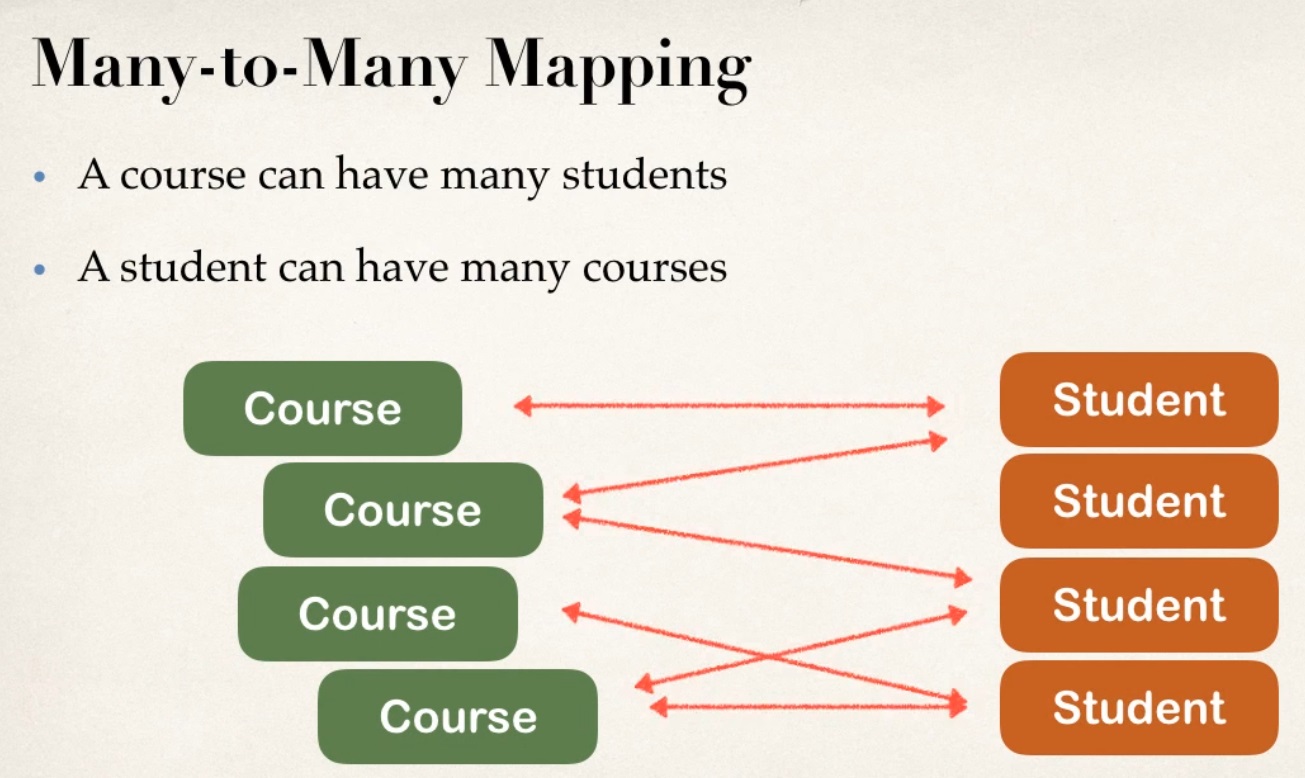 Many-to-Many Mapping
• A course can have many students
• A student can have many courses
Course
Student
Course
Student
Course
Student
Course
Student